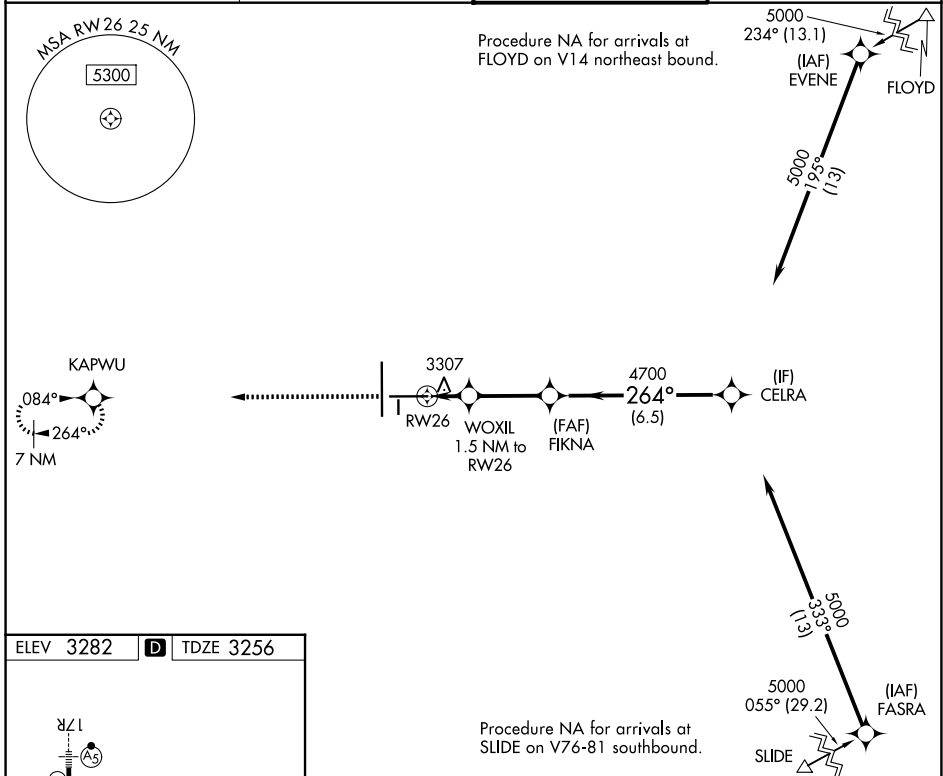 MSA RW26 25 NM
5300
Procedure NA for arrivals at
FLOYD on V14 northeast bound.
5000
234° (13.1)
(IAF)
EVENE
FLOYD
5000
195°
(13)
KAPWU
084°
264°
7 NM
3307
RW26
WOXIL
1.5 NM to
RW26
(FAF)
FIKNA
4700
264°
(6.5)
(IF)
CELRA
5000
333°
(13)
ELEV 3282
D
TDZE 3256
17R
A5
Procedure NA for arrivals at
SLIDE on V76-81 southbound.
5000
055° (29.2)
(IAF)
FASRA
SLIDE